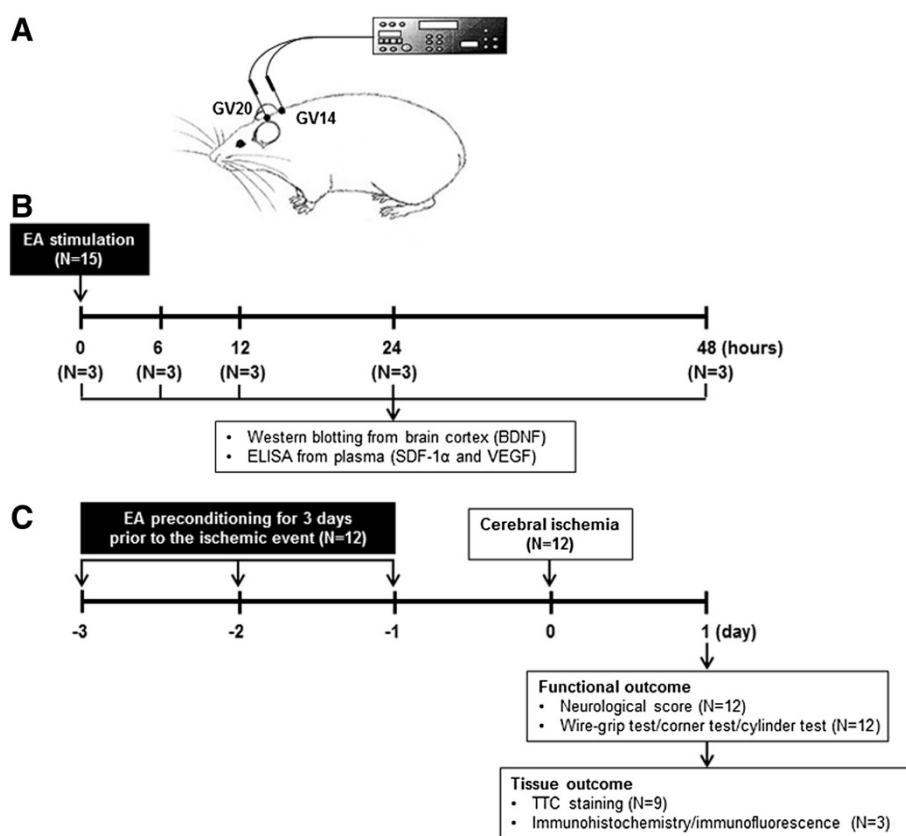 A
GV20
GV14
B
EA stimulation
(N=15)
0 6 12 24 48 (hours)
(N=3) (N=3) (N=3) (N=3) (N=3)
• Western blotting from brain cortex (BDNF)
• ELISA from plasma (SDF-1α and VEGF)
C
EA preconditioning for 3 days
prior to the ischemic event (N=12)
Cerebral ischemia
(N=12)
-3 -2 -1 0 1 (day)
Functional outcome
• Neurological score (N=12)
• Wire-grip test/corner test/cylinder test (N=12)
Tissue outcome
• TTC staining (N=9)
• Immunohistochemistry/immunofluorescence (N=3)